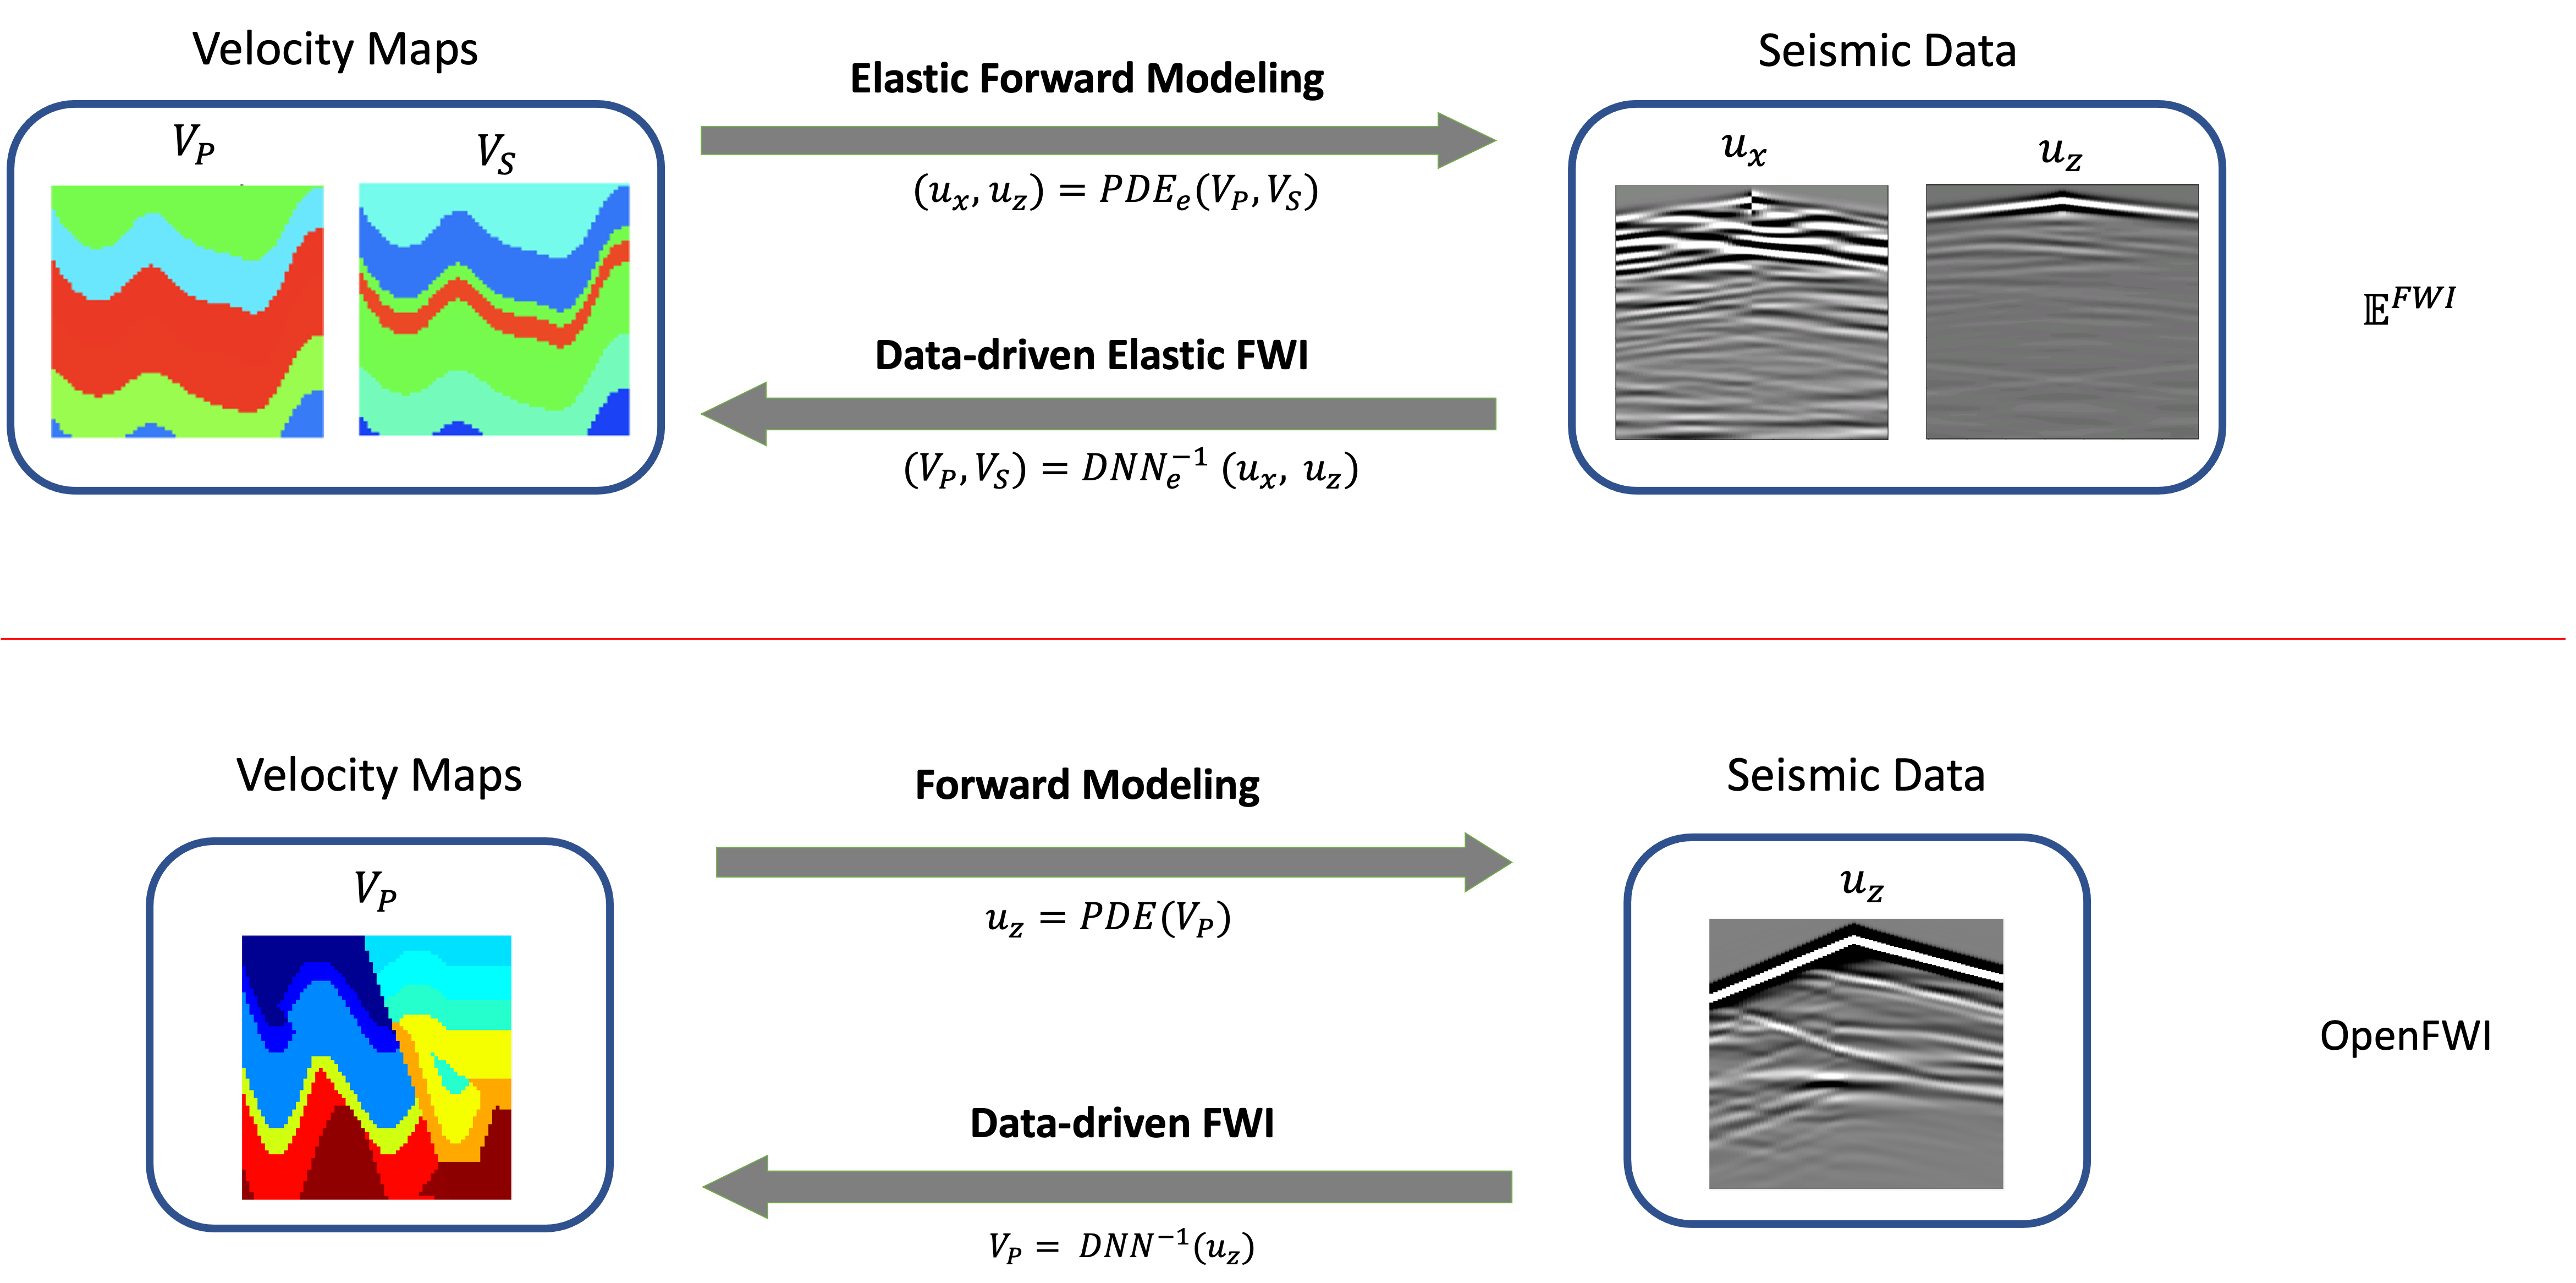 Velocity Maps
Elastic Forward Modeling
Seismic Data
V_P
V_S
u_x
u_z
(u_x, u_z) = PDE_e(V_P, V_S)
𝔼^{FWI}
Data-driven Elastic FWI
(V_P, V_S) = DNN_e^{-1} (u_x, u_z)
Velocity Maps
Forward Modeling
Seismic Data
V_P
u_z
u_z = PDE(V_P)
OpenFWI
Data-driven FWI
V_P = DNN^{-1}(u_z)